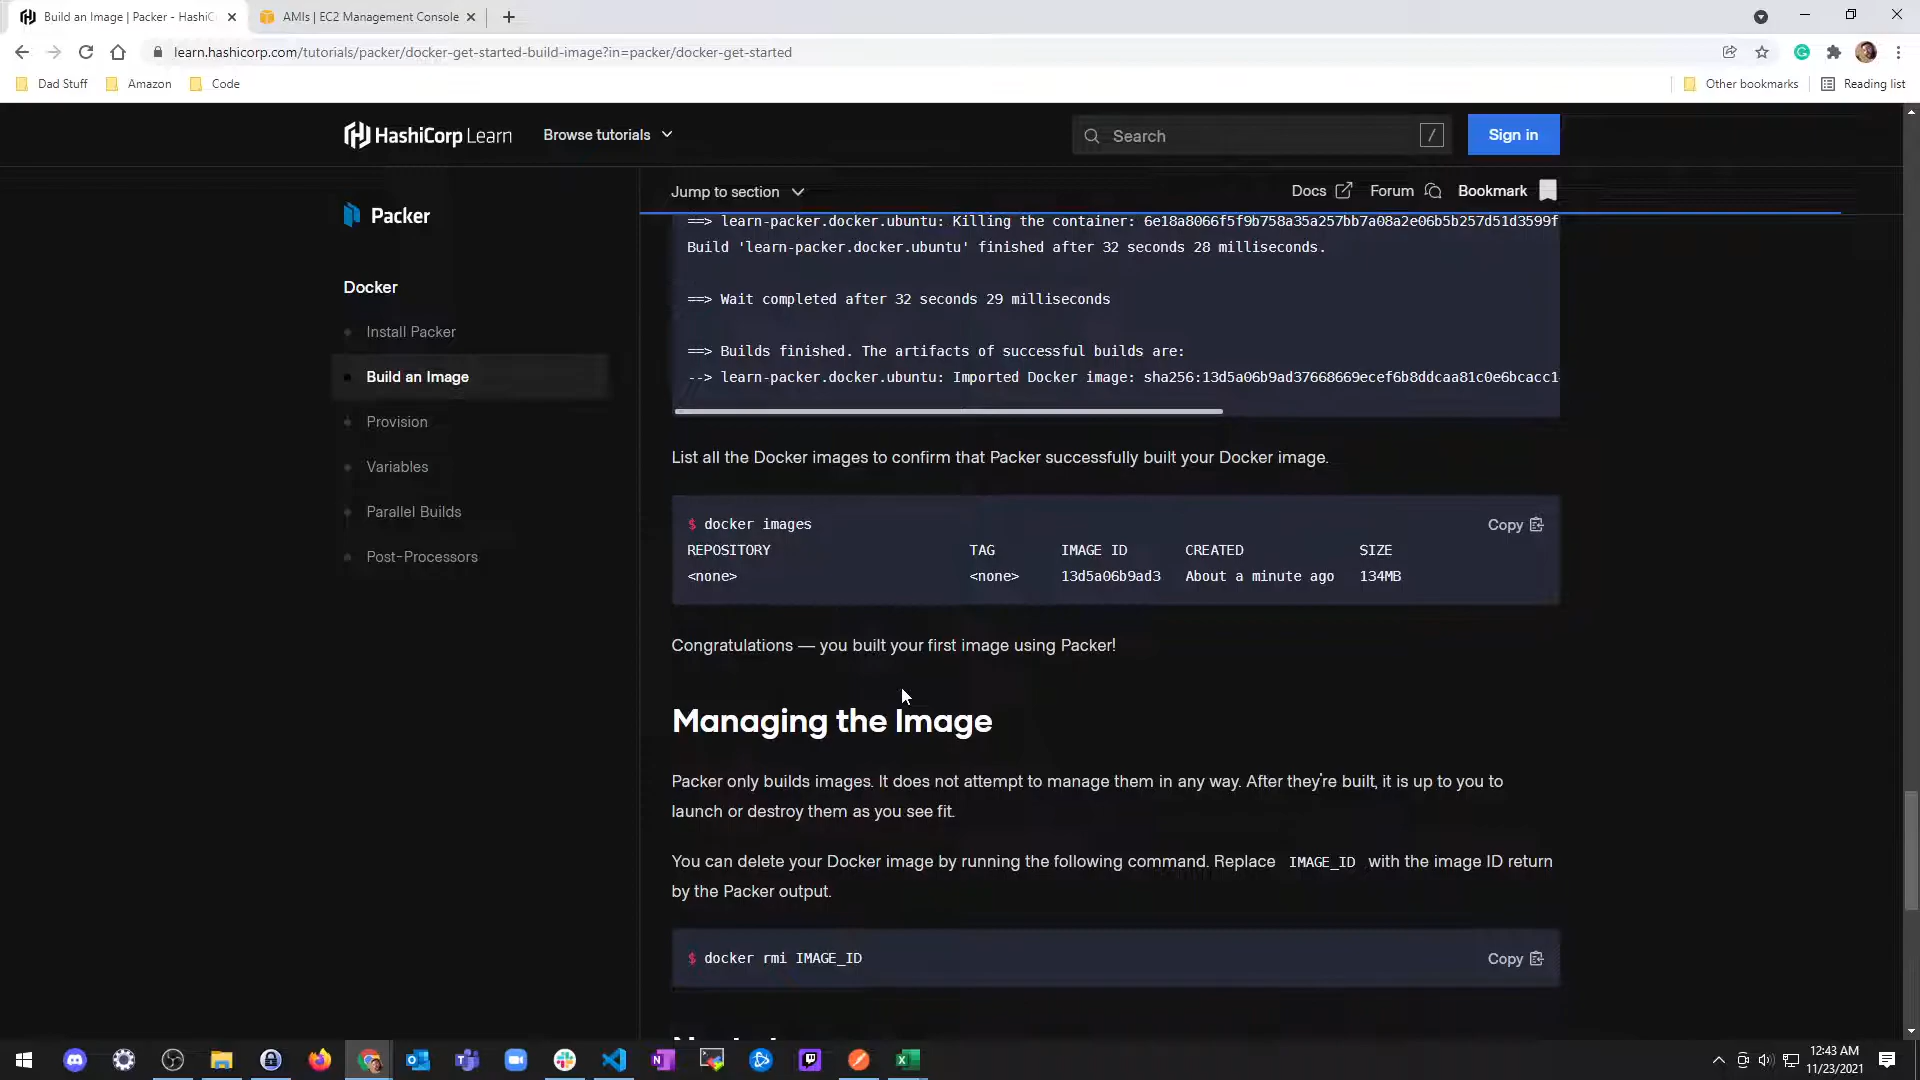 Build an Image | Packer - HashiC
AMIs | EC2 Management Console
learn.hashicorp.com/tutorials/packer/docker-get-started-build-image?in=packer/docker-get-started
Dad Stuff
Amazon
Code
Other bookmarks
Reading list
HashiCorp Learn
Browse tutorials
Search
/
Sign in
Packer
Docker
Install Packer
Build an Image
Provision
Variables
Parallel Builds
Post-Processors
Jump to section
Docs
Forum
Bookmark
==> learn-packer.docker.ubuntu: Killing the container: 6e18a8066f5f9b758a35a257bb7a08a2e06b5b257d51d3599f
Build 'learn-packer.docker.ubuntu' finished after 32 seconds 28 milliseconds.
==> Wait completed after 32 seconds 29 milliseconds
==> Builds finished. The artifacts of successful builds are:
--> learn-packer.docker.ubuntu: Imported Docker image: sha256:13d5a06b9ad37668669ecef6b8ddcaa81c0e6bcacc1
List all the Docker images to confirm that Packer successfully built your Docker image.
$ docker images
Copy
REPOSITORY TAG IMAGE ID CREATED SIZE
<none> <none> 13d5a06b9ad3 About a minute ago 134MB
Congratulations — you built your first image using Packer!
Managing the Image
Packer only builds images. It does not attempt to manage them in any way. After they're built, it is up to you to
launch or destroy them as you see fit.
You can delete your Docker image by running the following command. Replace IMAGE_ID with the image ID return
by the Packer output.
$ docker rmi IMAGE_ID
Copy
12:43 AM
11/23/2021